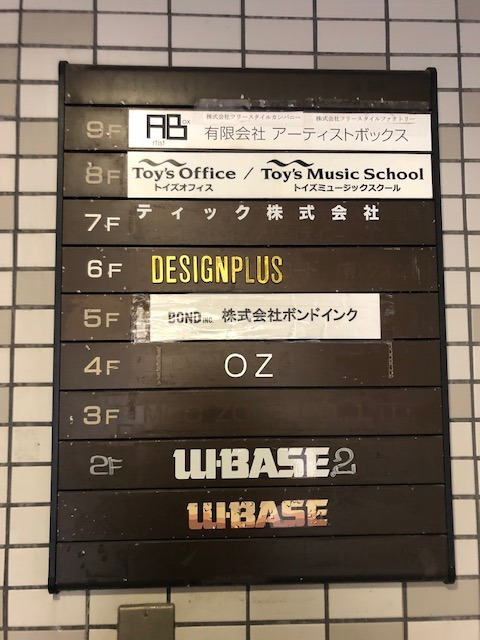 9F ABOX RTIST 株式会社フリースタイルカンパニー 株式会社フリースタイルファクトリー
有限会社 アーティストボックス
8F Toy's Office / Toy's Music School
トイズオフィス トイズミュージックスクール
7F ティック株式会社
6F DESIGNPLUS
5F BOND INC. 株式会社ボンドインク
4F OZ
3F
2F W-BASE2
W-BASE